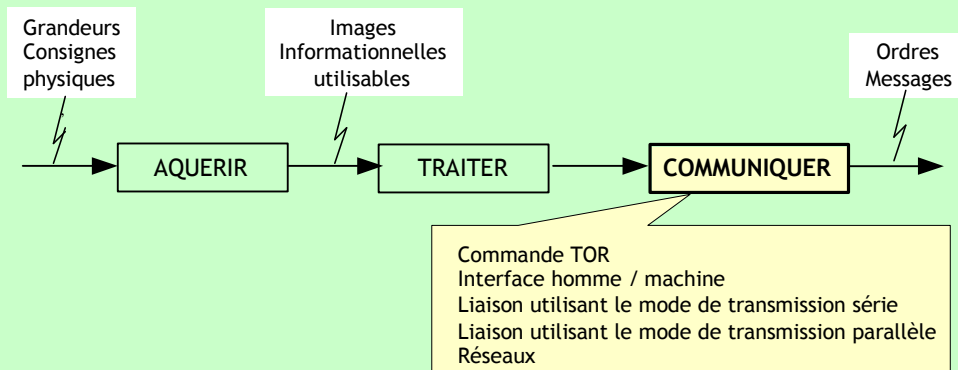 Grandeurs
Consignes
physiques
Images
Informationnelles
utilisables
Ordres
Messages
AQUERIR
TRAITER
COMMUNIQUER
Commande TOR
Interface homme / machine
Liaison utilisant le mode de transmission série
Liaison utilisant le mode de transmission parallèle
Réseaux